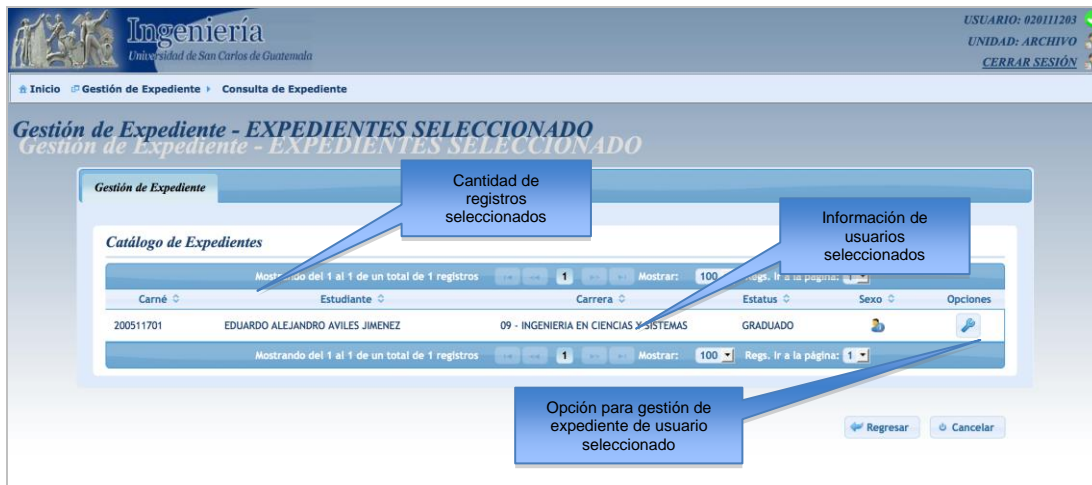 Ingeniería
Universidad de San Carlos de Guatemala
USUARIO: 020111203
UNIDAD: ARCHIVO
CERRAR SESIÓN
Inicio Gestión de Expediente Consulta de Expediente
Gestión de Expediente - EXPEDIENTES SELECCIONADO
Gestión de Expediente - EXPEDIENTES SELECCIONADO
Gestión de Expediente
Cantidad de
registros
seleccionados
Información de
usuarios
seleccionados
Catálogo de Expedientes
Mostrando del 1 al 1 de un total de 1 registros 1 Mostrar: 100 Regs. Ir a la página: 1
Carné Estudiante Carrera Estatus Sexo Opciones
200511701 EDUARDO ALEJANDRO AVILES JIMENEZ 09 - INGENIERIA EN CIENCIAS Y SISTEMAS GRADUADO
Mostrando del 1 al 1 de un total de 1 registros 1 Mostrar: 100 Regs. Ir a la página: 1
Opción para gestión de
expediente de usuario
seleccionado
Regresar Cancelar